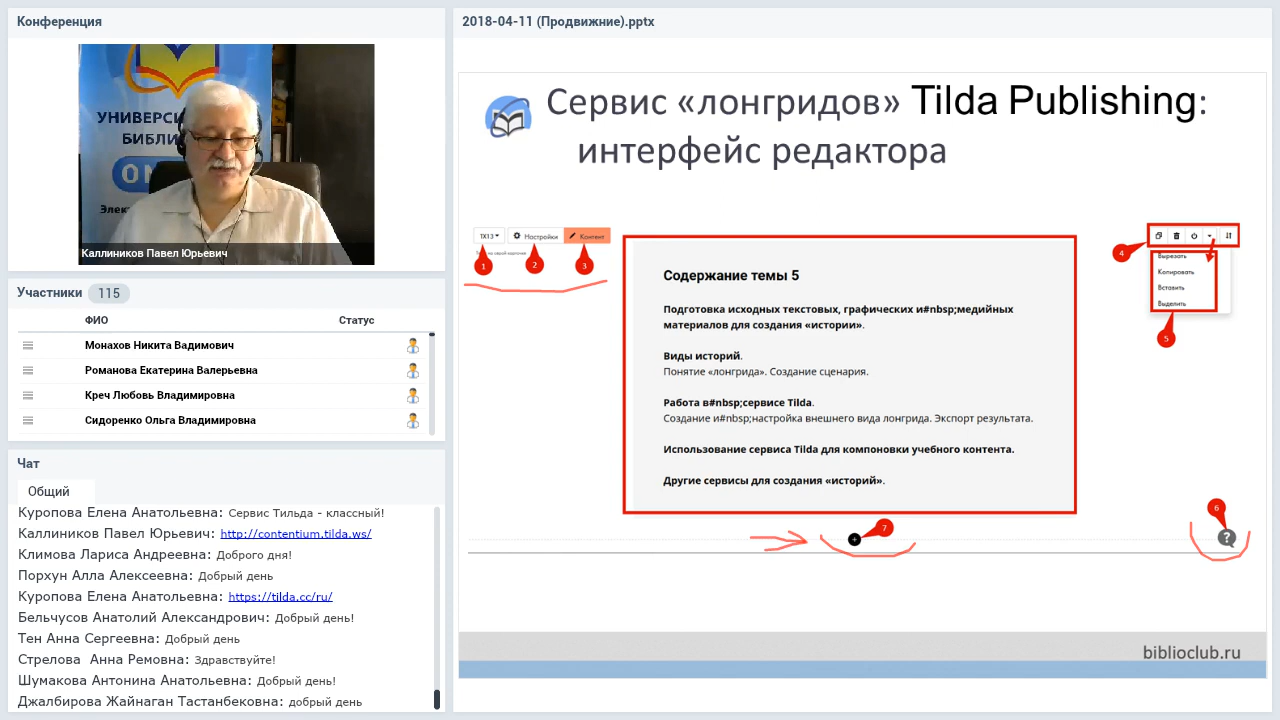 Конференция
УНИВЕРСИ
БИБЛИ
Элек
Каллиников Павел Юрьевич
Участники 115
ФИО Статус
Монахов Никита Вадимович
Романова Екатерина Валерьевна
Креч Любовь Владимировна
Сидоренко Ольга Владимировна
Чат
Общий
Куропова Елена Анатольевна: Сервис Тильда - классный!
Каллиников Павел Юрьевич: http://contentium.tilda.ws/
Климова Лариса Андреевна: Доброго дня!
Порхун Алла Алексеевна: Добрый день
Куропова Елена Анатольевна: https://tilda.cc/ru/
Бельчусов Анатолий Александрович: Добрый день!
Тен Анна Сергеевна: Добрый день
Стрелова Анна Ремовна: Здравствуйте!
Шумакова Антонина Анатольевна: Добрый день!
Джалбирова Жайнаган Тастанбековна: добрый день
2018-04-11 (Продвижние).pptx
Сервис «лонгридов» Tilda Publishing:
интерфейс редактора
1X13 Настройки Контент
1 2 3
Содержание темы 5
Подготовка исходных текстовых, графических и#nbsp;медийных
материалов для создания «истории».
Виды историй.
Понятие «лонгрида». Создание сценария.
Работа в#nbsp;сервисе Tilda.
Создание и#nbsp;настройка внешнего вида лонгрида. Экспорт результата.
Использование сервиса Tilda для компоновки учебного контента.
Другие сервисы для создания «историй».
4
Вырезать
Копировать
Вставить
Выделить
5
6
?
7
+
biblioclub.ru